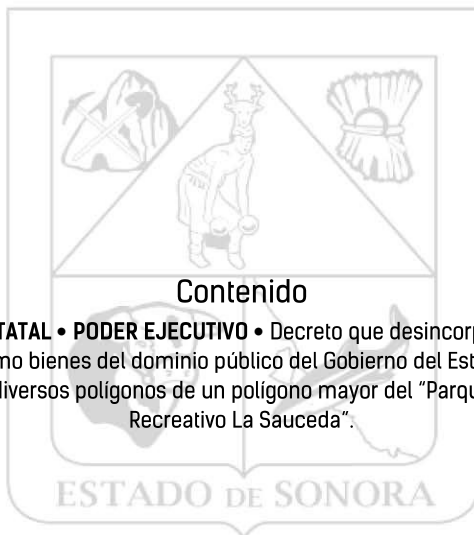 Contenido
TATAL • PODER EJECUTIVO • Decreto que desincorp
mo bienes del dominio público del Gobierno del Est
diversos polígonos de un polígono mayor del “Parqu
Recreativo La Sauceda”.
ESTADO DE SONORA